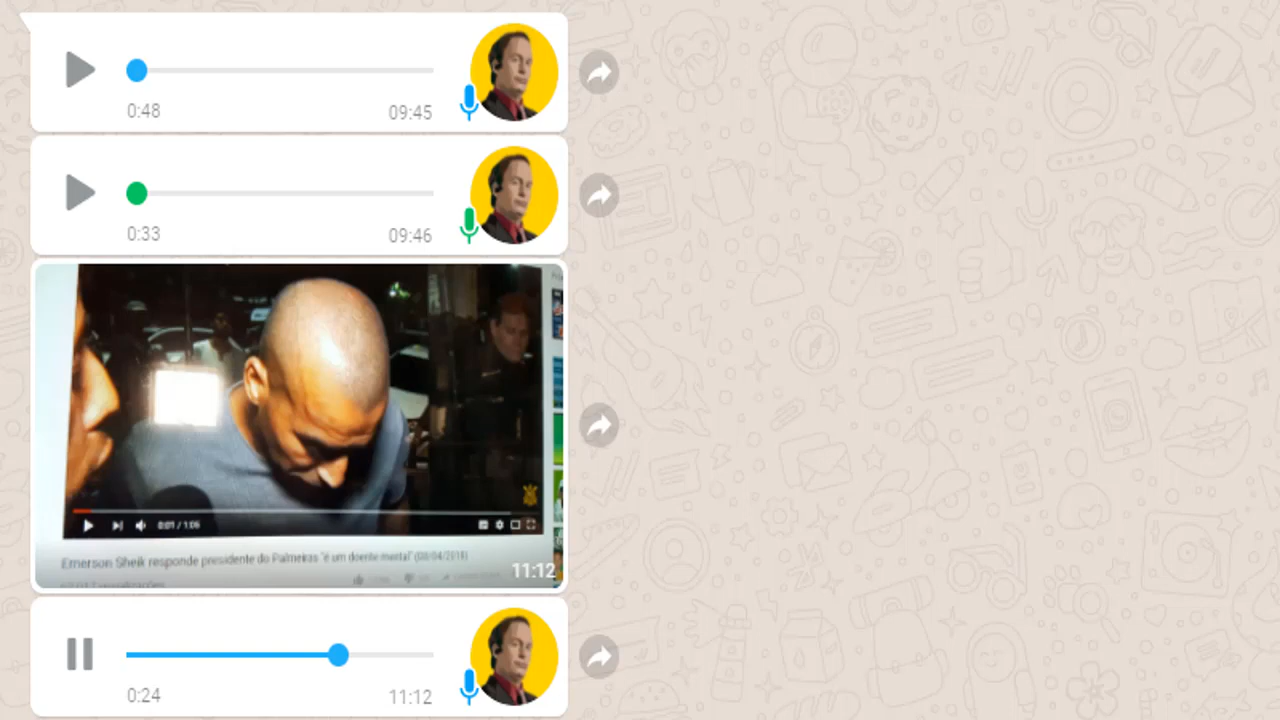 0:48 09:45
0:33 09:46
0:01 / 1:05
Emerson Sheik responde presidente do Palmeiras "é um doente mental" (08/04/2018)
11:12
0:24 11:12